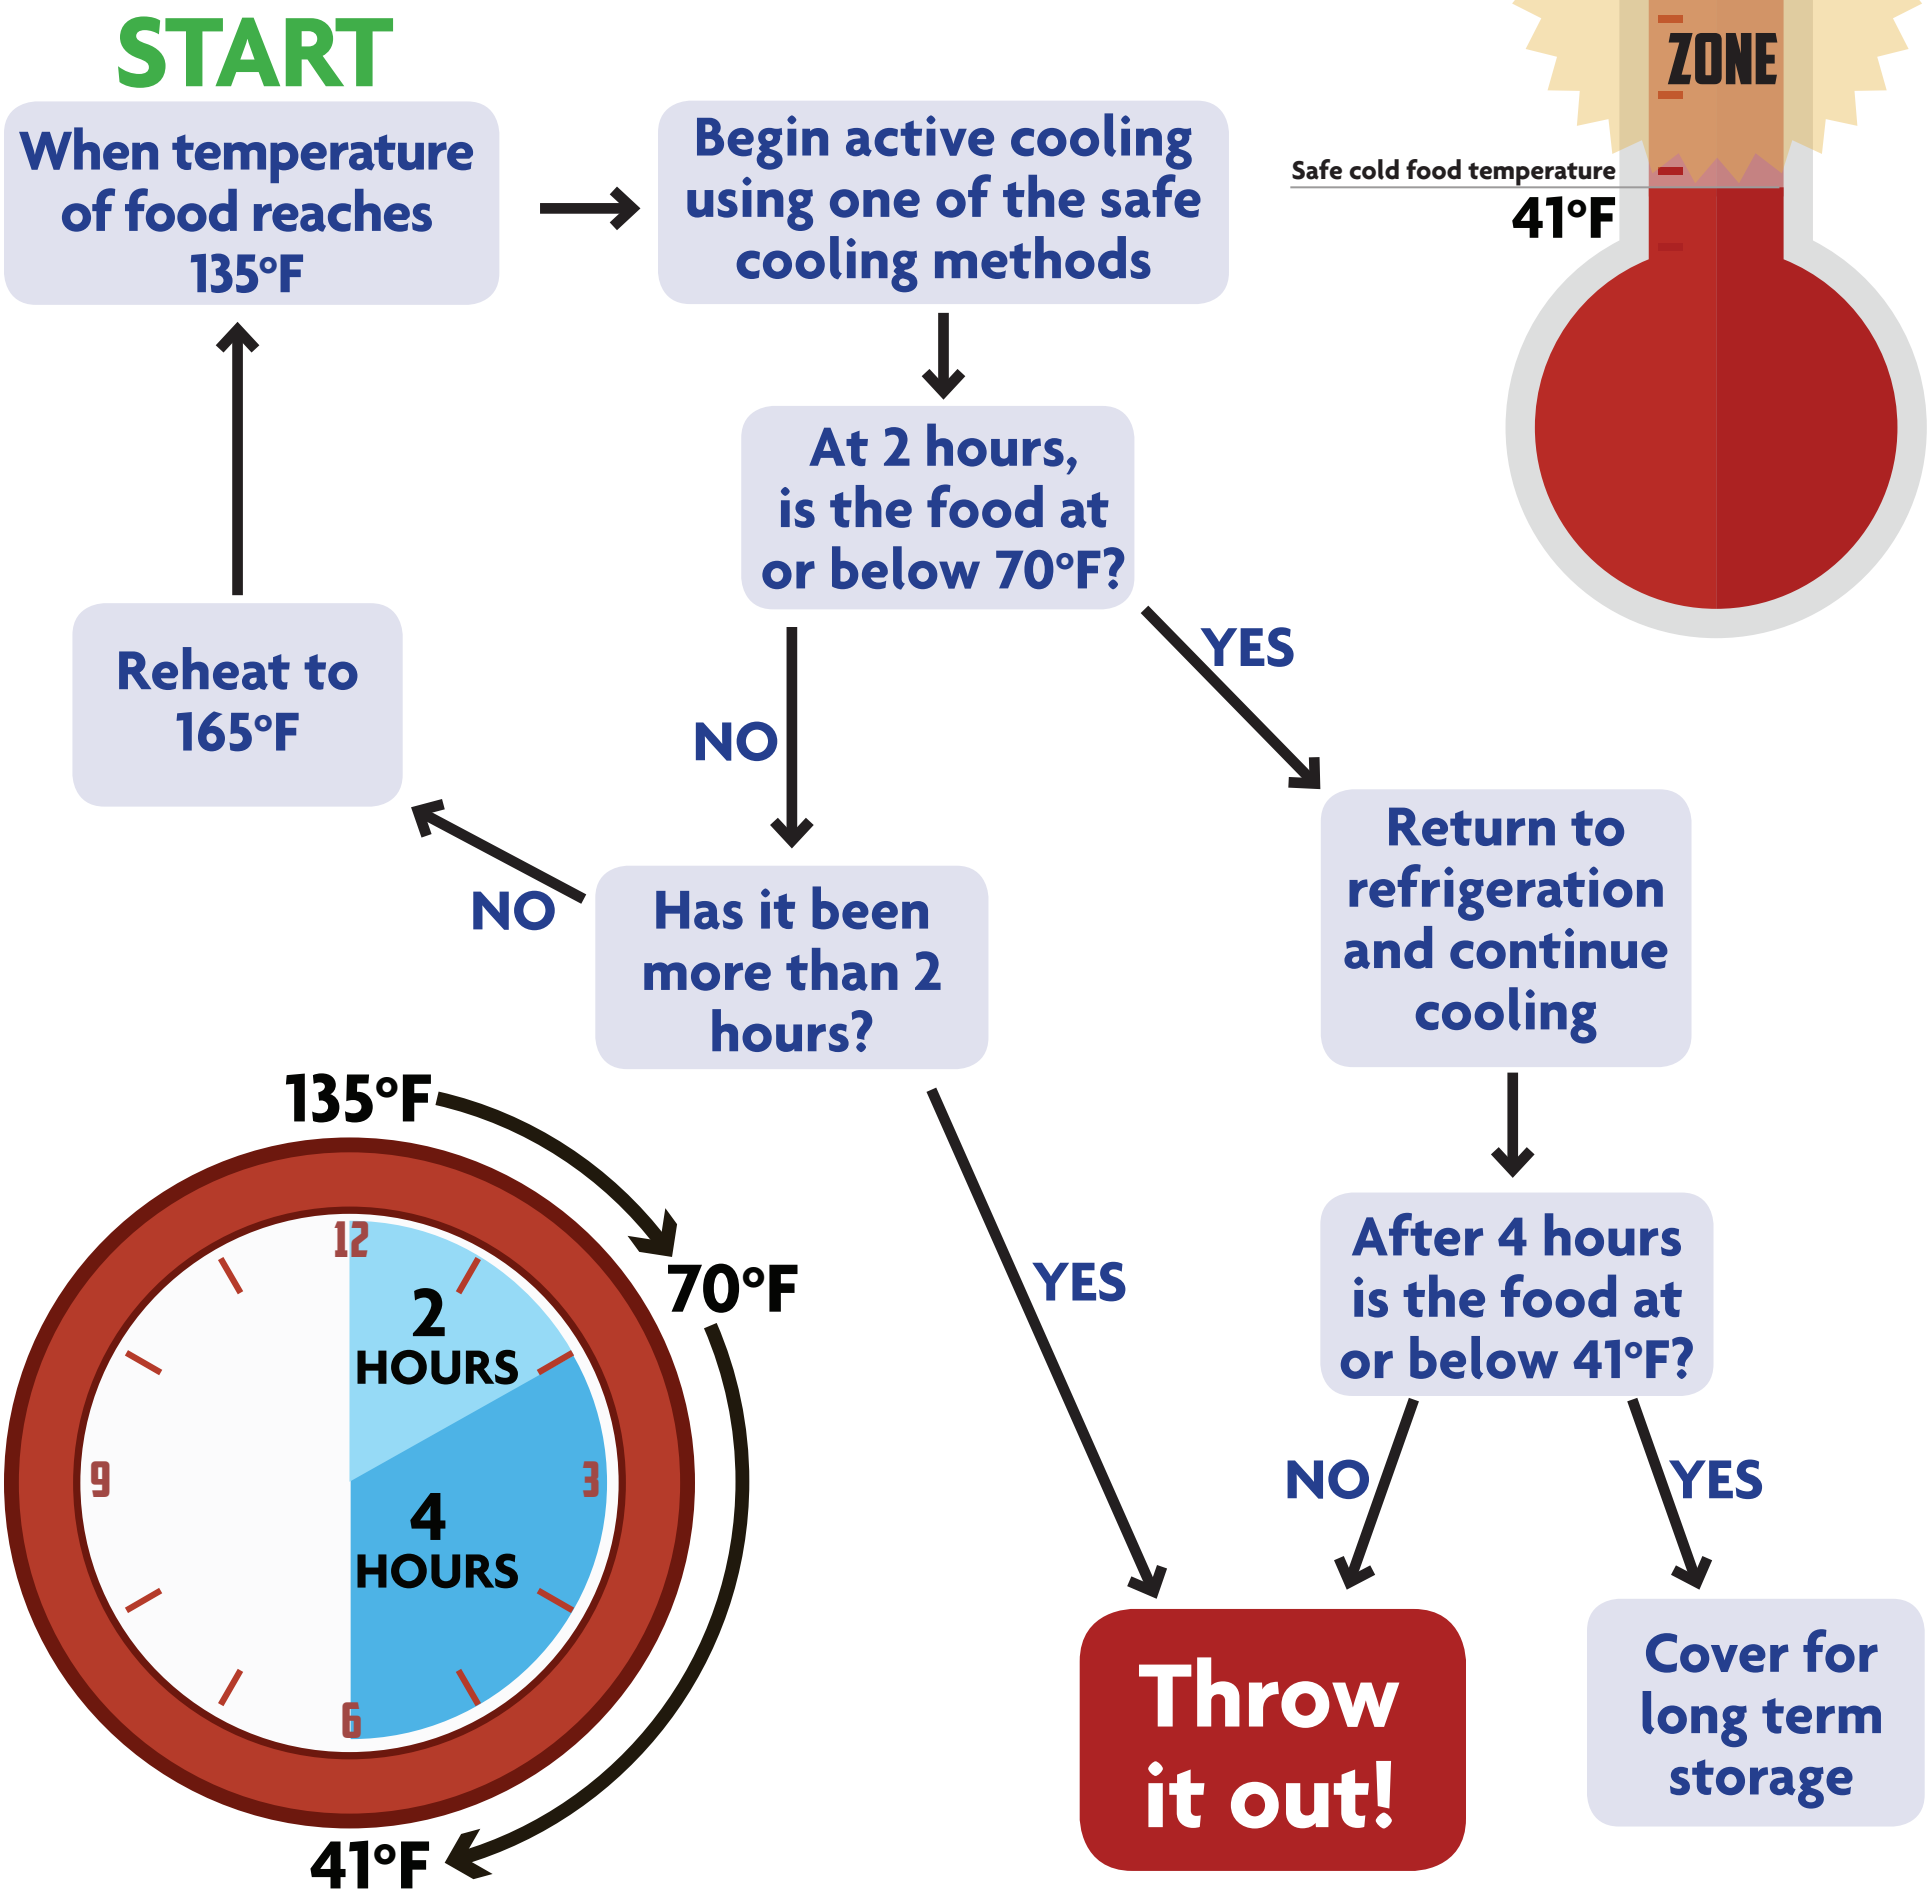 START
When temperature
of food reaches
135°F
Begin active cooling
using one of the safe
cooling methods
ZONE
Safe cold food temperature
41°F
At 2 hours,
is the food at
or below 70°F?
YES
NO
Reheat to
165°F
NO
Has it been
more than 2
hours?
YES
Return to
refrigeration
and continue
cooling
After 4 hours
is the food at
or below 41°F?
NO
YES
Throw
it out!
Cover for
long term
storage
135°F
70°F
41°F
12
2
HOURS
3
4
HOURS
6
9